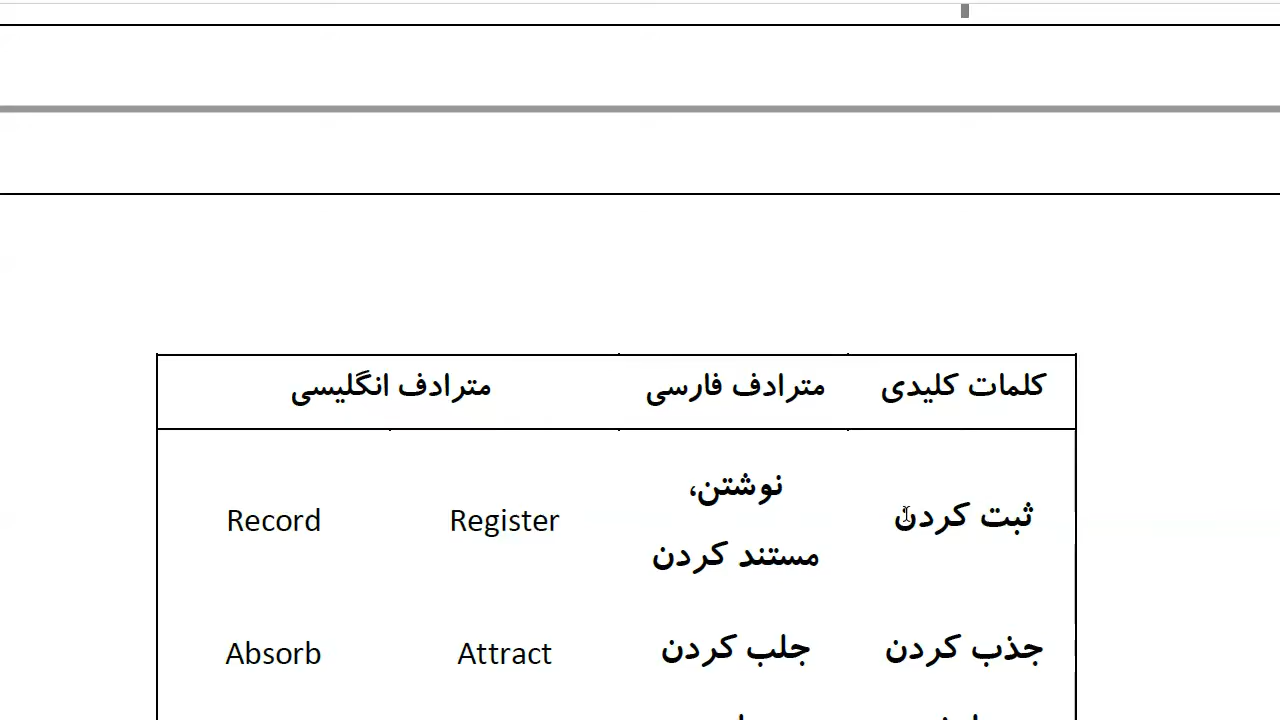 کلمات کلیدی مترادف فارسی مترادف انگلیسی
نوشتن،
ثبت کردن Register Record
مستند کردن
جذب کردن جلب کردن Attract Absorb